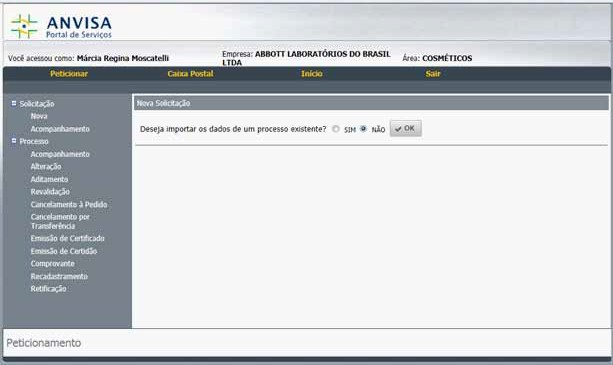 ANVISA
Portal de Serviços
Você acessou como: Márcia Regina Moscatelli
Empresa: ABBOTT LABORATÓRIOS DO BRASIL LTDA
Área: COSMÉTICOS
Peticionar Caixa Postal Início Sair
Solicitação
Nova
Acompanhamento
Processo
Acompanhamento
Alteração
Aditamento
Revalidação
Cancelamento à Pedido
Cancelamento por
Transferência
Emissão de Certificado
Emissão de Certidão
Comprovante
Recadastramento
Retificação
Nova Solicitação
Deseja importar os dados de um processo existente? SIM NÃO OK
Peticionamento